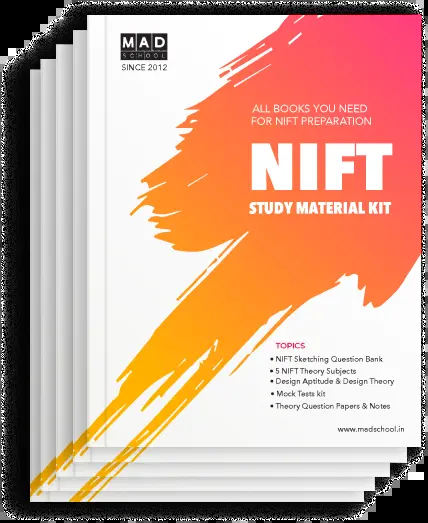 MAD
SCHOOL
SINCE 2012
ALL BOOKS YOU NEED
FOR NIFT PREPARATION
NIFT
STUDY MATERIAL KIT
TOPICS
• NIFT Sketching Question Bank
• 5 NIFT Theory Subjects
• Design Aptitude & Design Theory
• Mock Tests kit
• Theory Question Papers & Notes
www.madschool.in